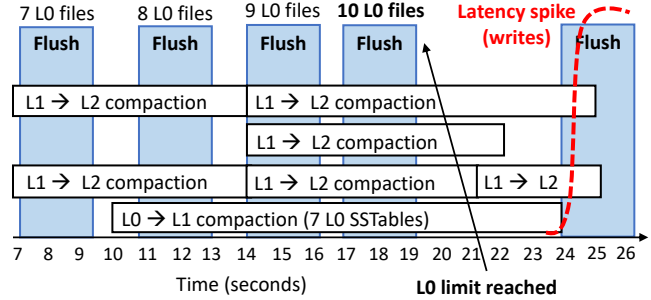 7 L0 files 8 L0 files 9 L0 files 10 L0 files Latency spike
(writes)
Flush Flush Flush Flush Flush
L1 → L2 compaction L1 → L2 compaction
L1 → L2 compaction
L1 → L2 compaction L1 → L2 compaction L1 → L2
L0 → L1 compaction (7 L0 SSTables)
7 8 9 10 11 12 13 14 15 16 17 18 19 20 21 22 23 24 25 26
Time (seconds) L0 limit reached